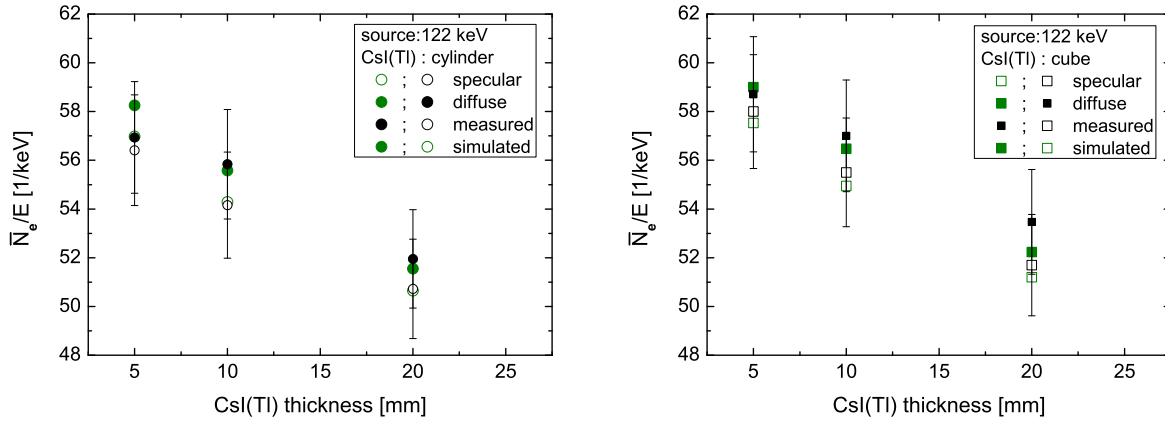 62
60
58
56
54
52
50
48
N̅e/E [1/keV]
5 10 15 20 25
CsI(Tl) thickness [mm]
source:122 keV
CsI(Tl) : cylinder
; specular
; diffuse
; measured
; simulated
62
60
58
56
54
52
50
48
N̅e/E [1/keV]
5 10 15 20 25
CsI(Tl) thickness [mm]
source:122 keV
CsI(Tl) : cube
; specular
; diffuse
; measured
; simulated